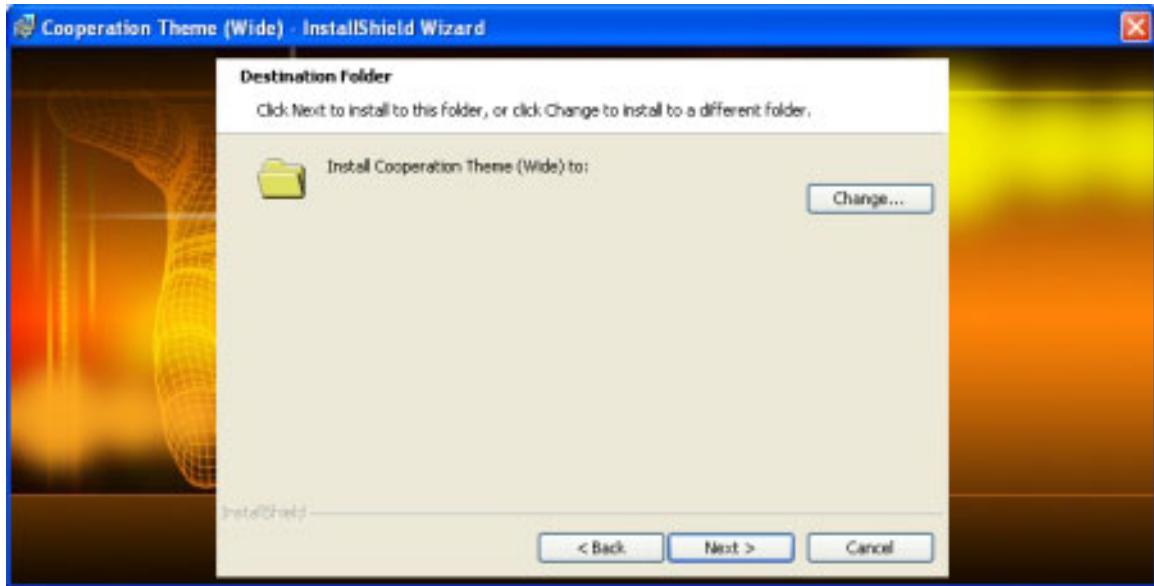 Cooperation Theme (Wide) - InstallShield Wizard
Destination Folder
Click Next to install to this folder, or click Change to install to a different folder.
Install Cooperation Theme (Wide) to:
Change...
InstallShield
< Back
Next >
Cancel